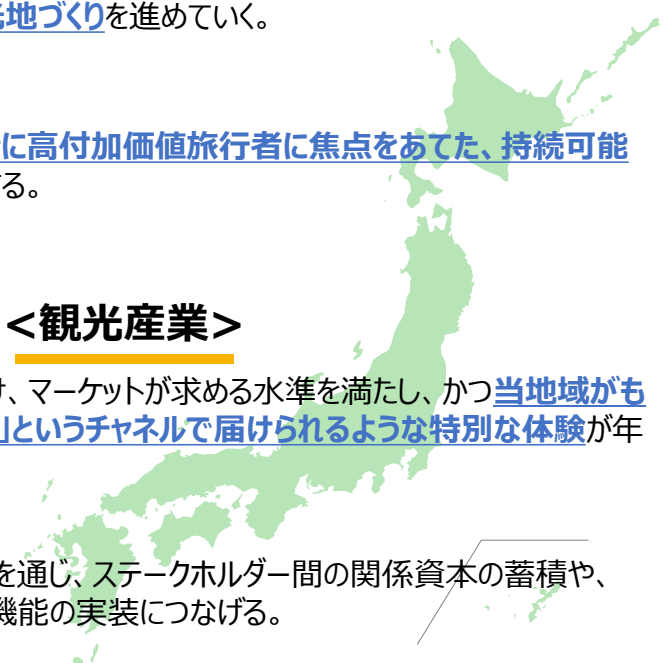 地づくりを進めていく。
に高付加価値旅行者に焦点をあてた、持続可能
る。
<観光産業>
、マーケットが求める水準を満たし、かつ当地域がも
」というチャネルで届けられるような特別な体験が年
を通じ、ステークホルダー間の関係資本の蓄積や、
機能の実装につなげる。